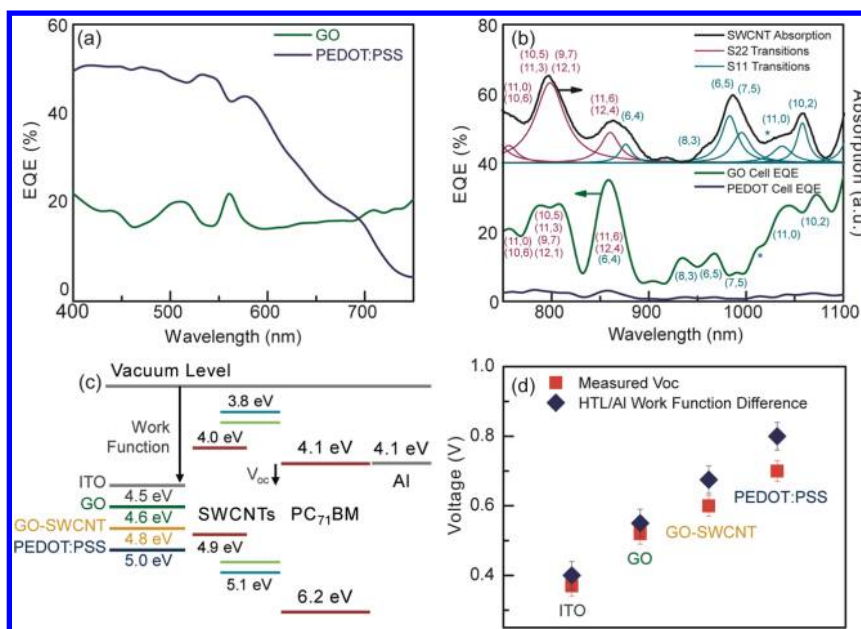 (a)
GO
PEDOT:PSS
60
40
20
0
EQE (%)
400
500
600
700
Wavelength (nm)
(b)
SWCNT Absorption
S22 Transitions
S11 Transitions
(10,5) (9,7)
(11,3) (12,1)
(11,0)
(10,6)
(11,6)
(12,4)
(6,4)
(8,3)
(6,5)
(7,5)
*
(11,0)
(10,2)
GO Cell EQE
PEDOT Cell EQE
(11,0)
(10,6)
(10,5)
(11,3)
(9,7)
(12,1)
(11,6)
(12,4)
(6,4)
(8,3)
(6,5)
(7,5)
*
(11,0)
(10,2)
80
60
40
20
0
EQE (%)
Absorption (a.u.)
800
900
1000
1100
Wavelength (nm)
(c)
Vacuum Level
Work
Function
3.8 eV
4.0 eV
4.1 eV
4.1 eV
Voc
Al
ITO
4.5 eV
GO
4.6 eV
GO-SWCNT
4.8 eV
PEDOT:PSS
5.0 eV
SWCNTs
PC71BM
4.9 eV
5.1 eV
6.2 eV
(d)
Measured Voc
HTL/Al Work Function Difference
1.0
0.8
0.6
0.4
Voltage (V)
ITO
GO
GO-SWCNT
PEDOT:PSS